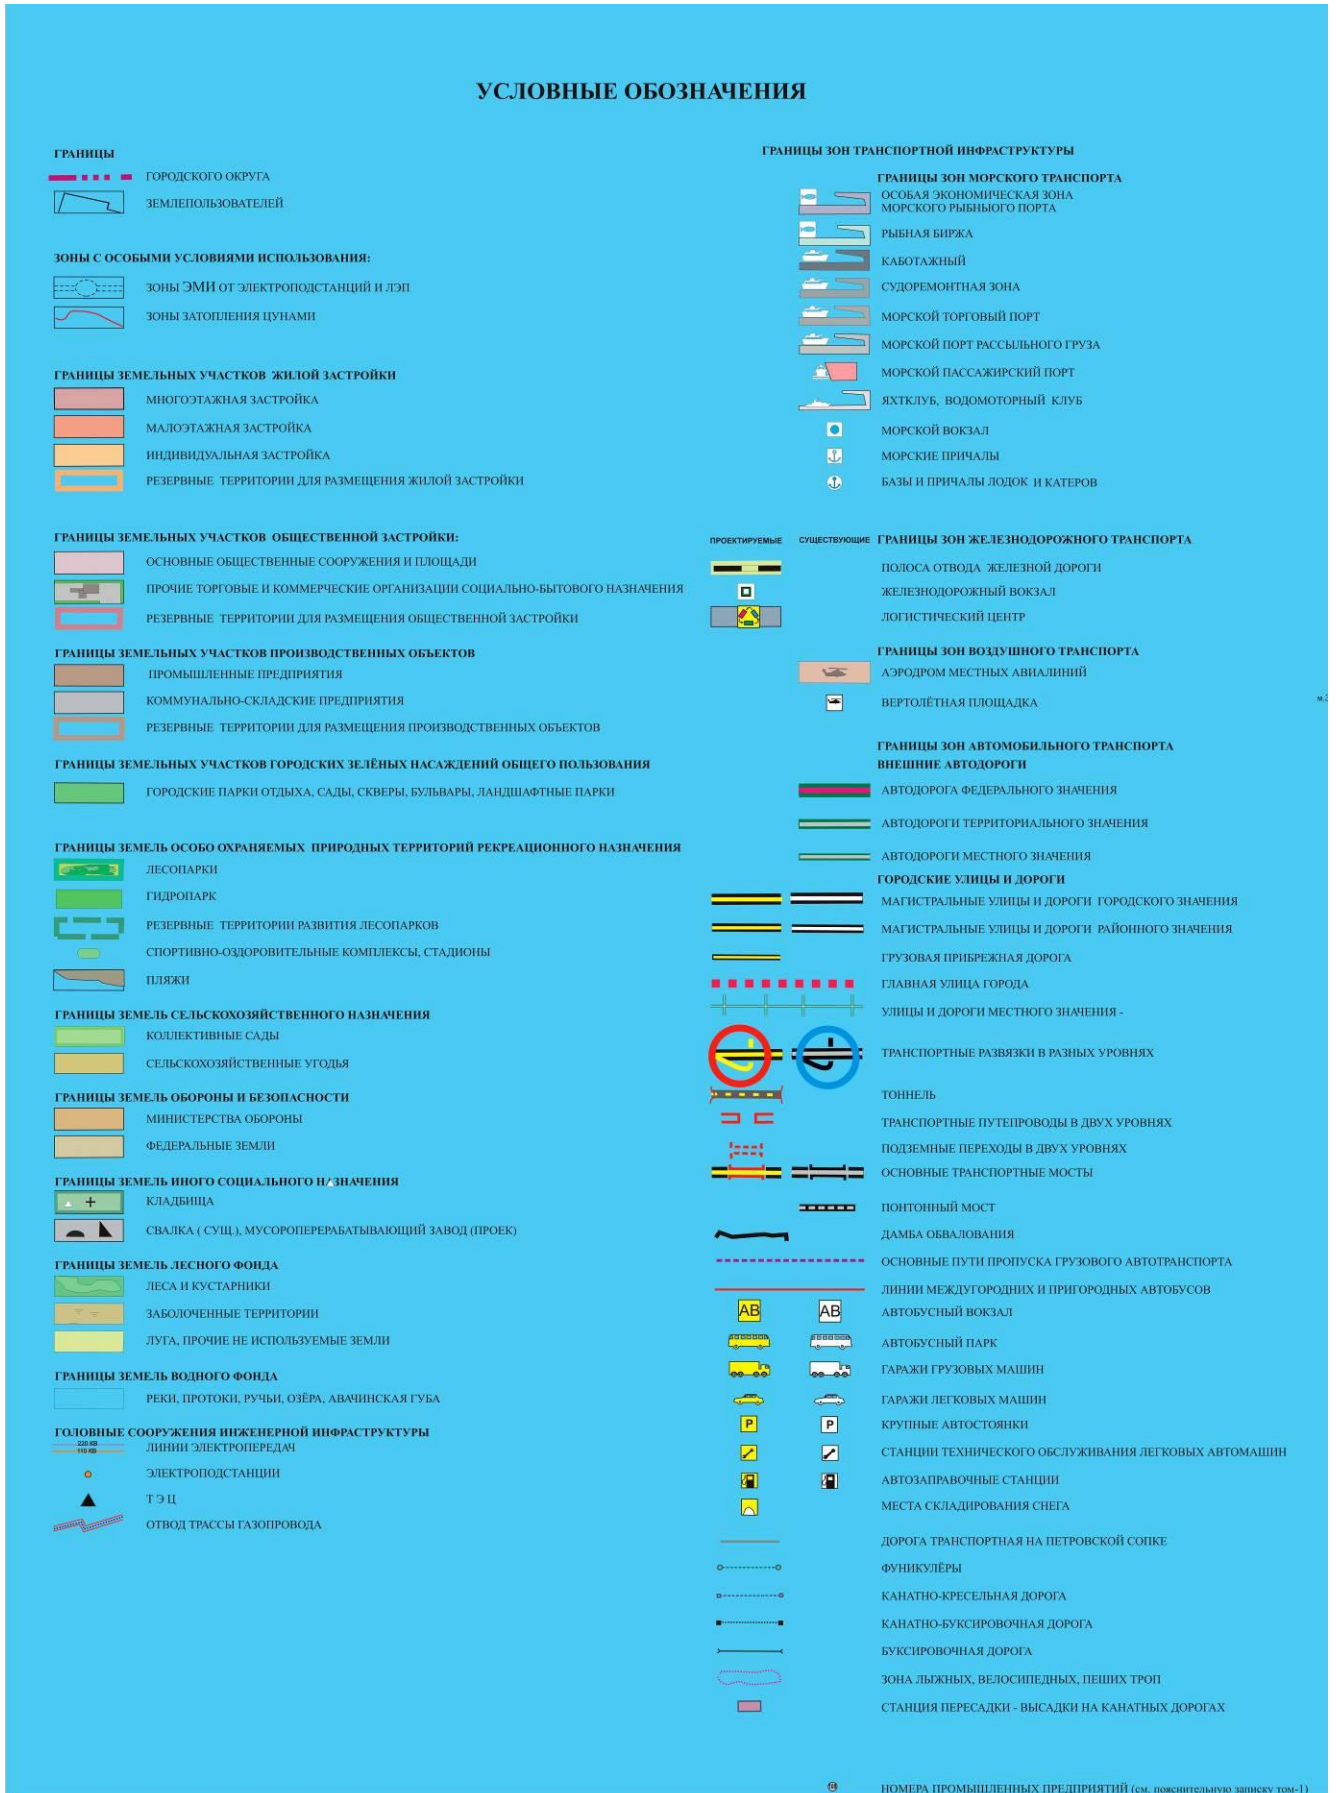 УСЛОВНЫЕ ОБОЗНАЧЕНИЯ
ГРАНИЦЫ
ГОРОДСКОГО ОКРУГА
ЗЕМЛЕПОЛЬЗОВАТЕЛЕЙ
ЗОНЫ С ОСОБЫМИ УСЛОВИЯМИ ИСПОЛЬЗОВАНИЯ:
ЗОНЫ ЭМИ ОТ ЭЛЕКТРОПОДСТАНЦИЙ И ЛЭП
ЗОНЫ ЗАТОПЛЕНИЯ ЦУНАМИ
ГРАНИЦЫ ЗЕМЕЛЬНЫХ УЧАСТКОВ ЖИЛОЙ ЗАСТРОЙКИ
МНОГОЭТАЖНАЯ ЗАСТРОЙКА
МАЛОЭТАЖНАЯ ЗАСТРОЙКА
ИНДИВИДУАЛЬНАЯ ЗАСТРОЙКА
РЕЗЕРВНЫЕ ТЕРРИТОРИИ ДЛЯ РАЗМЕЩЕНИЯ ЖИЛОЙ ЗАСТРОЙКИ
ГРАНИЦЫ ЗЕМЕЛЬНЫХ УЧАСТКОВ ОБЩЕСТВЕННОЙ ЗАСТРОЙКИ:
ОСНОВНЫЕ ОБЩЕСТВЕННЫЕ СООРУЖЕНИЯ И ПЛОЩАДИ
ПРОЧИЕ ТОРГОВЫЕ И КОММЕРЧЕСКИЕ ОРГАНИЗАЦИИ СОЦИАЛЬНО-БЫТОВОГО НАЗНАЧЕНИЯ
РЕЗЕРВНЫЕ ТЕРРИТОРИИ ДЛЯ РАЗМЕЩЕНИЯ ОБЩЕСТВЕННОЙ ЗАСТРОЙКИ
ГРАНИЦЫ ЗЕМЕЛЬНЫХ УЧАСТКОВ ПРОИЗВОДСТВЕННЫХ ОБЪЕКТОВ
ПРОМЫШЛЕННЫЕ ПРЕДПРИЯТИЯ
КОММУНАЛЬНО-СКЛАДСКИЕ ПРЕДПРИЯТИЯ
РЕЗЕРВНЫЕ ТЕРРИТОРИИ ДЛЯ РАЗМЕЩЕНИЯ ПРОИЗВОДСТВЕННЫХ ОБЪЕКТОВ
ГРАНИЦЫ ЗЕМЕЛЬНЫХ УЧАСТКОВ ГОРОДСКИХ ЗЕЛЁНЫХ НАСАЖДЕНИЙ ОБЩЕГО ПОЛЬЗОВАНИЯ
ГОРОДСКИЕ ПАРКИ ОТДЫХА, САДЫ, СКВЕРЫ, БУЛЬВАРЫ, ЛАНДШАФТНЫЕ ПАРКИ
ГРАНИЦЫ ЗЕМЕЛЬ ОСОБО ОХРАНЯЕМЫХ ПРИРОДНЫХ ТЕРРИТОРИЙ РЕКРЕАЦИОННОГО НАЗНАЧЕНИЯ
ЛЕСОПАРКИ
ГИДРОПАРК
РЕЗЕРВНЫЕ ТЕРРИТОРИИ РАЗВИТИЯ ЛЕСОПАРКОВ
СПОРТИВНО-ОЗДОРОВИТЕЛЬНЫЕ КОМПЛЕКСЫ, СТАДИОНЫ
ПЛЯЖИ
ГРАНИЦЫ ЗЕМЕЛЬ СЕЛЬСКОХОЗЯЙСТВЕННОГО НАЗНАЧЕНИЯ
КОЛЛЕКТИВНЫЕ САДЫ
СЕЛЬСКОХОЗЯЙСТВЕННЫЕ УГОДЬЯ
ГРАНИЦЫ ЗЕМЕЛЬ ОБОРОНЫ И БЕЗОПАСНОСТИ
МИНИСТЕРСТВА ОБОРОНЫ
ФЕДЕРАЛЬНЫЕ ЗЕМЛИ
ГРАНИЦЫ ЗЕМЕЛЬ ИНОГО СОЦИАЛЬНОГО НАЗНАЧЕНИЯ
КЛАДБИЩА
СВАЛКА ( СУЩ.), МУСОРОПЕРЕРАБАТЫВАЮЩИЙ ЗАВОД (ПРОЕК)
ГРАНИЦЫ ЗЕМЕЛЬ ЛЕСНОГО ФОНДА
ЛЕСА И КУСТАРНИКИ
ЗАБОЛОЧЕННЫЕ ТЕРРИТОРИИ
ЛУГА, ПРОЧИЕ НЕ ИСПОЛЬЗУЕМЫЕ ЗЕМЛИ
ГРАНИЦЫ ЗЕМЕЛЬ ВОДНОГО ФОНДА
РЕКИ, ПРОТОКИ, РУЧЬИ, ОЗЁРА, АВАЧИНСКАЯ ГУБА
ГОЛОВНЫЕ СООРУЖЕНИЯ ИНЖЕНЕРНОЙ ИНФРАСТРУКТУРЫ
220 КВ
110 КВ
ЛИНИИ ЭЛЕКТРОПЕРЕДАЧ
ЭЛЕКТРОПОДСТАНЦИИ
Т Э Ц
ОТВОД ТРАССЫ ГАЗОПРОВОДА
ГРАНИЦЫ ЗОН ТРАНСПОРТНОЙ ИНФРАСТРУКТУРЫ
ГРАНИЦЫ ЗОН МОРСКОГО ТРАНСПОРТА
ОСОБАЯ ЭКОНОМИЧЕСКАЯ ЗОНА
МОРСКОГО РЫБНЫОГО ПОРТА
РЫБНАЯ БИРЖА
КАБОТАЖНЫЙ
СУДОРЕМОНТНАЯ ЗОНА
МОРСКОЙ ТОРГОВЫЙ ПОРТ
МОРСКОЙ ПОРТ РАССЫЛЬНОГО ГРУЗА
МОРСКОЙ ПАССАЖИРСКИЙ ПОРТ
ЯХТКЛУБ, ВОДОМОТОРНЫЙ КЛУБ
МОРСКОЙ ВОКЗАЛ
МОРСКИЕ ПРИЧАЛЫ
БАЗЫ И ПРИЧАЛЫ ЛОДОК И КАТЕРОВ
ПРОЕКТИРУЕМЫЕ СУЩЕСТВУЮЩИЕ ГРАНИЦЫ ЗОН ЖЕЛЕЗНОДОРОЖНОГО ТРАНСПОРТА
ПОЛОСА ОТВОДА ЖЕЛЕЗНОЙ ДОРОГИ
ЖЕЛЕЗНОДОРОЖНЫЙ ВОКЗАЛ
ЛОГИСТИЧЕСКИЙ ЦЕНТР
ГРАНИЦЫ ЗОН ВОЗДУШНОГО ТРАНСПОРТА
АЭРОДРОМ МЕСТНЫХ АВИАЛИНИЙ
ВЕРТОЛЁТНАЯ ПЛОЩАДКА
ГРАНИЦЫ ЗОН АВТОМОБИЛЬНОГО ТРАНСПОРТА
ВНЕШНИЕ АВТОДОРОГИ
АВТОДОРОГА ФЕДЕРАЛЬНОГО ЗНАЧЕНИЯ
АВТОДОРОГИ ТЕРРИТОРИАЛЬНОГО ЗНАЧЕНИЯ
АВТОДОРОГИ МЕСТНОГО ЗНАЧЕНИЯ
ГОРОДСКИЕ УЛИЦЫ И ДОРОГИ
МАГИСТРАЛЬНЫЕ УЛИЦЫ И ДОРОГИ ГОРОДСКОГО ЗНАЧЕНИЯ
МАГИСТРАЛЬНЫЕ УЛИЦЫ И ДОРОГИ РАЙОННОГО ЗНАЧЕНИЯ
ГРУЗОВАЯ ПРИБРЕЖНАЯ ДОРОГА
ГЛАВНАЯ УЛИЦА ГОРОДА
УЛИЦЫ И ДОРОГИ МЕСТНОГО ЗНАЧЕНИЯ -
ТРАНСПОРТНЫЕ РАЗВЯЗКИ В РАЗНЫХ УРОВНЯХ
ТОННЕЛЬ
ТРАНСПОРТНЫЕ ПУТЕПРОВОДЫ В ДВУХ УРОВНЯХ
ПОДЗЕМНЫЕ ПЕРЕХОДЫ В ДВУХ УРОВНЯХ
ОСНОВНЫЕ ТРАНСПОРТНЫЕ МОСТЫ
ПОНТОННЫЙ МОСТ
ДАМБА ОБВАЛОВАНИЯ
ОСНОВНЫЕ ПУТИ ПРОПУСКА ГРУЗОВОГО АВТОТРАНСПОРТА
ЛИНИИ МЕЖДУГОРОДНИХ И ПРИГОРОДНЫХ АВТОБУСОВ
АВ АВ АВТОБУСНЫЙ ВОКЗАЛ
АВТОБУСНЫЙ ПАРК
ГАРАЖИ ГРУЗОВЫХ МАШИН
ГАРАЖИ ЛЕГКОВЫХ МАШИН
P P КРУПНЫЕ АВТОСТОЯНКИ
СТАНЦИИ ТЕХНИЧЕСКОГО ОБСЛУЖИВАНИЯ ЛЕГКОВЫХ АВТОМАШИН
АВТОЗАПРАВОЧНЫЕ СТАНЦИИ
МЕСТА СКЛАДИРОВАНИЯ СНЕГА
ДОРОГА ТРАНСПОРТНАЯ НА ПЕТРОВСКОЙ СОПКЕ
ФУНИКУЛЁРЫ
КАНАТНО-КРЕСЕЛЬНАЯ ДОРОГА
КАНАТНО-БУКСИРОВОЧНАЯ ДОРОГА
БУКСИРОВОЧНАЯ ДОРОГА
ЗОНА ЛЫЖНЫХ, ВЕЛОСИПЕДНЫХ, ПЕШИХ ТРОП
СТАНЦИЯ ПЕРЕСАДКИ - ВЫСАДКИ НА КАНАТНЫХ ДОРОГАХ
НОМЕРА ПРОМЫШЛЕННЫХ ПРЕДПРИЯТИЙ (см. пояснительную записку том-1)